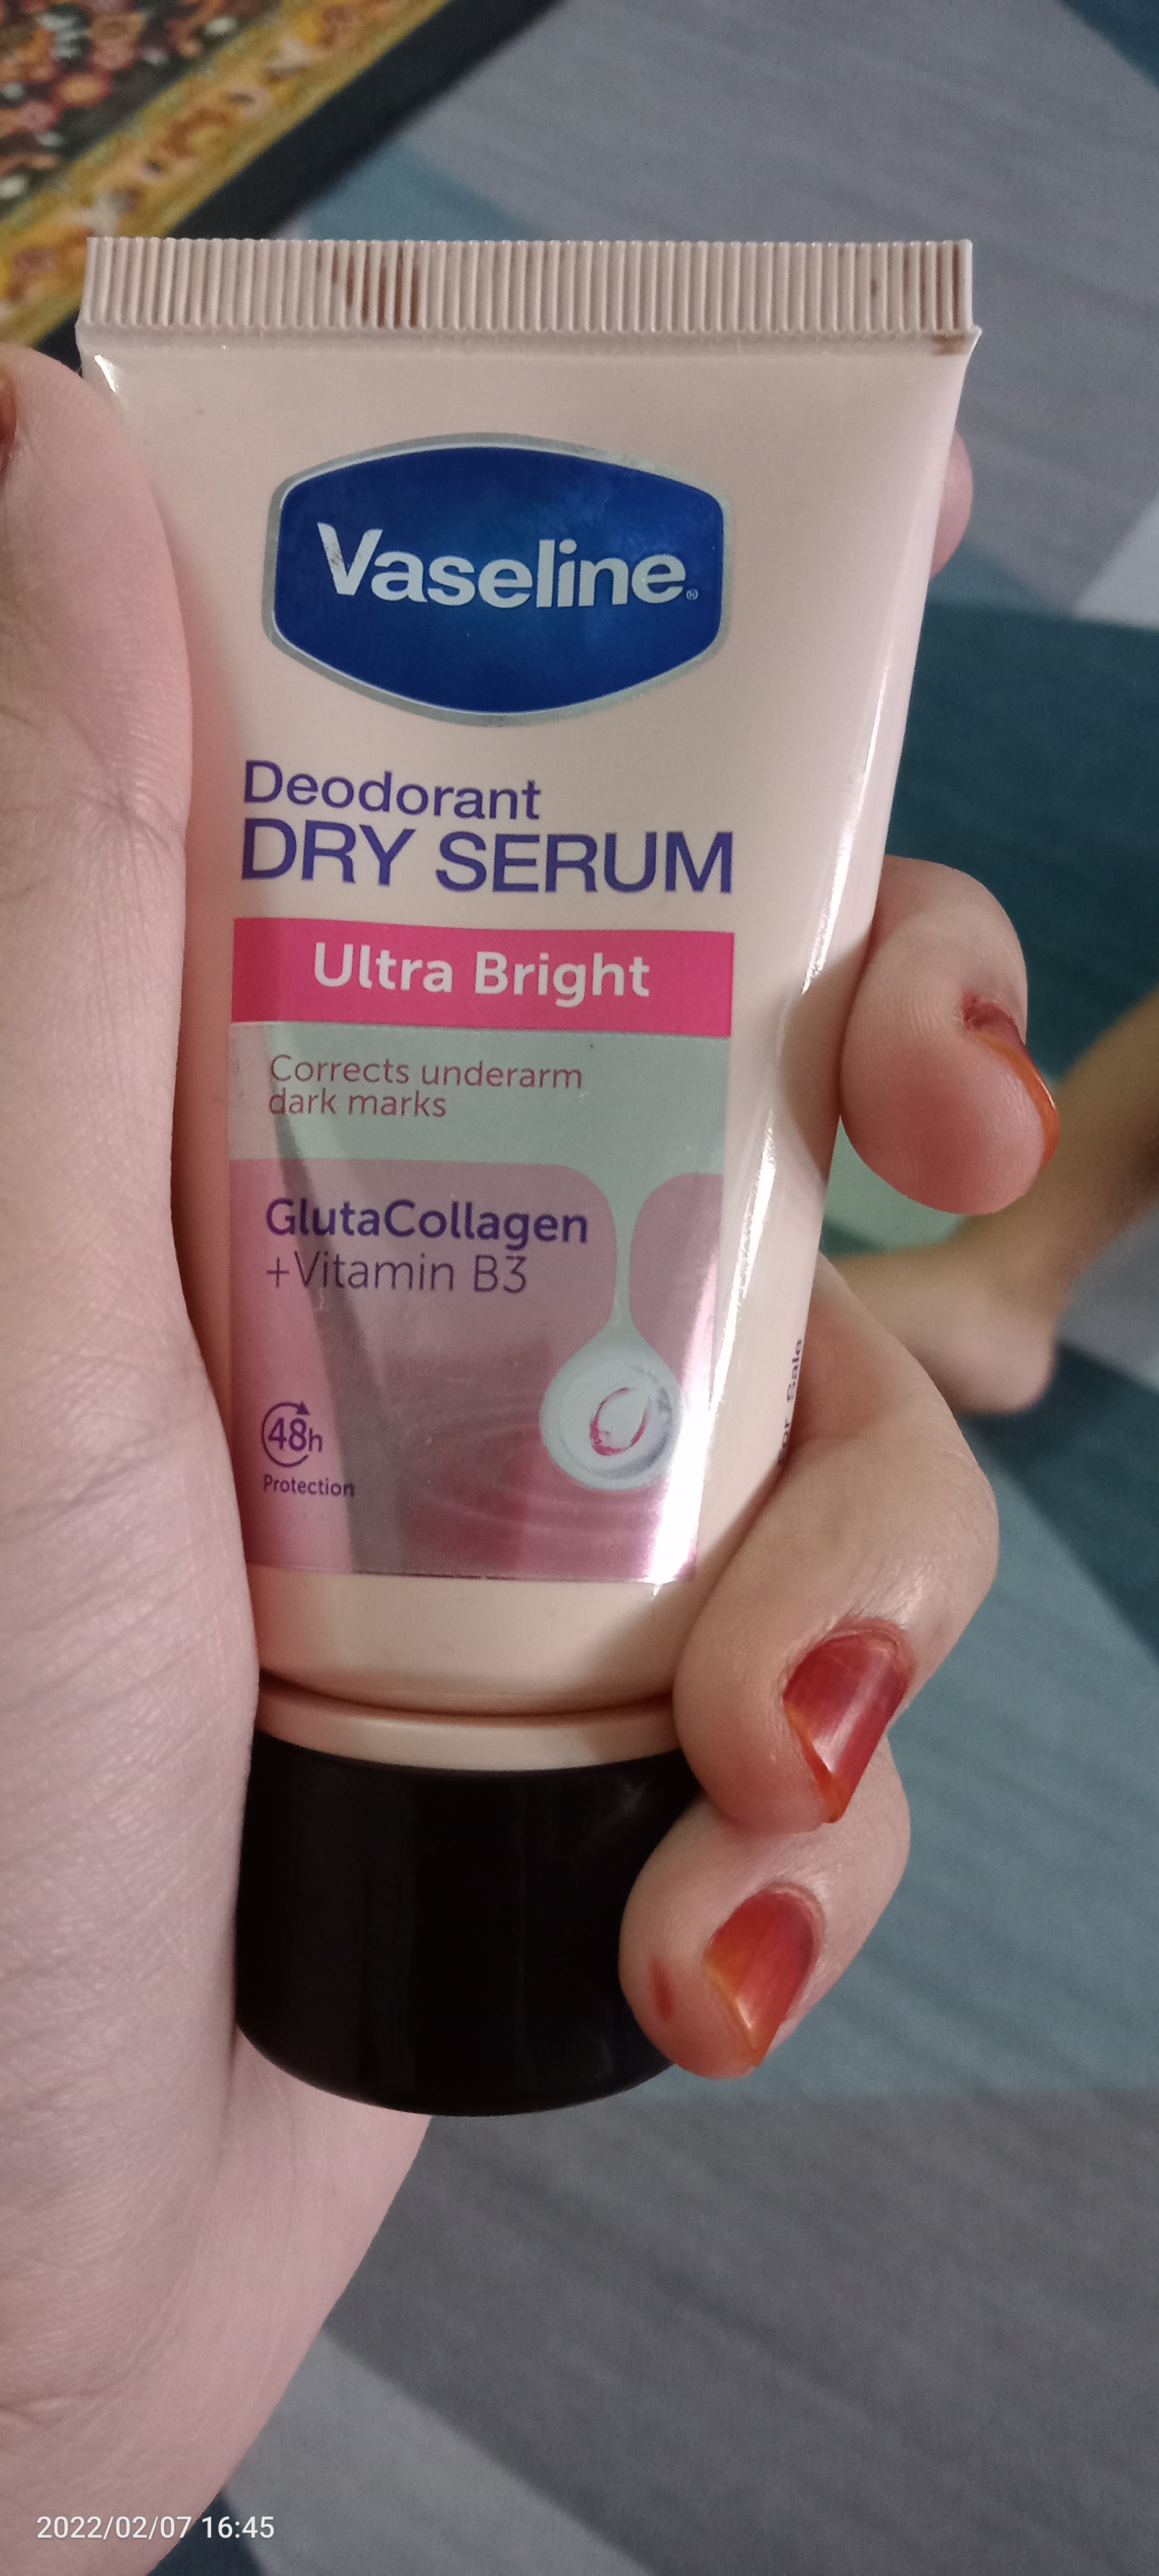 Vaseline®
Deodorant
DRY SERUM
Ultra Bright
Corrects underarm
dark marks
GlutaCollagen
+Vitamin B3
48h
Protection
Sale
2022/02/07 16:45